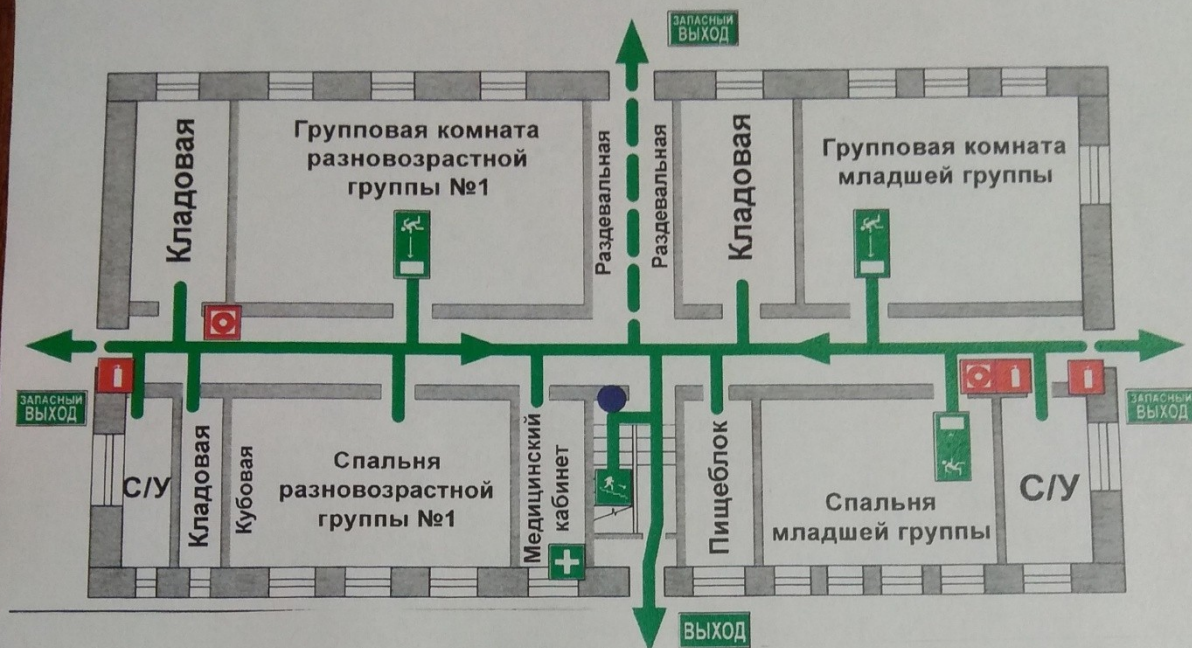 ЗАПАСНЫЙ
ВЫХОД
Кладовая
Групповая комната
разновозрастной
группы №1
Раздевальная
Раздевальная
Кладовая
Групповая комната
младшей группы
ЗАПАСНЫЙ
ВЫХОД
ЗАПАСНЫЙ
ВЫХОД
С/У
Кладовая
Кубовая
Спальня
разновозрастной
группы №1
Медицинский
кабинет
Пищеблок
Спальня
младшей группы
С/У
ВЫХОД